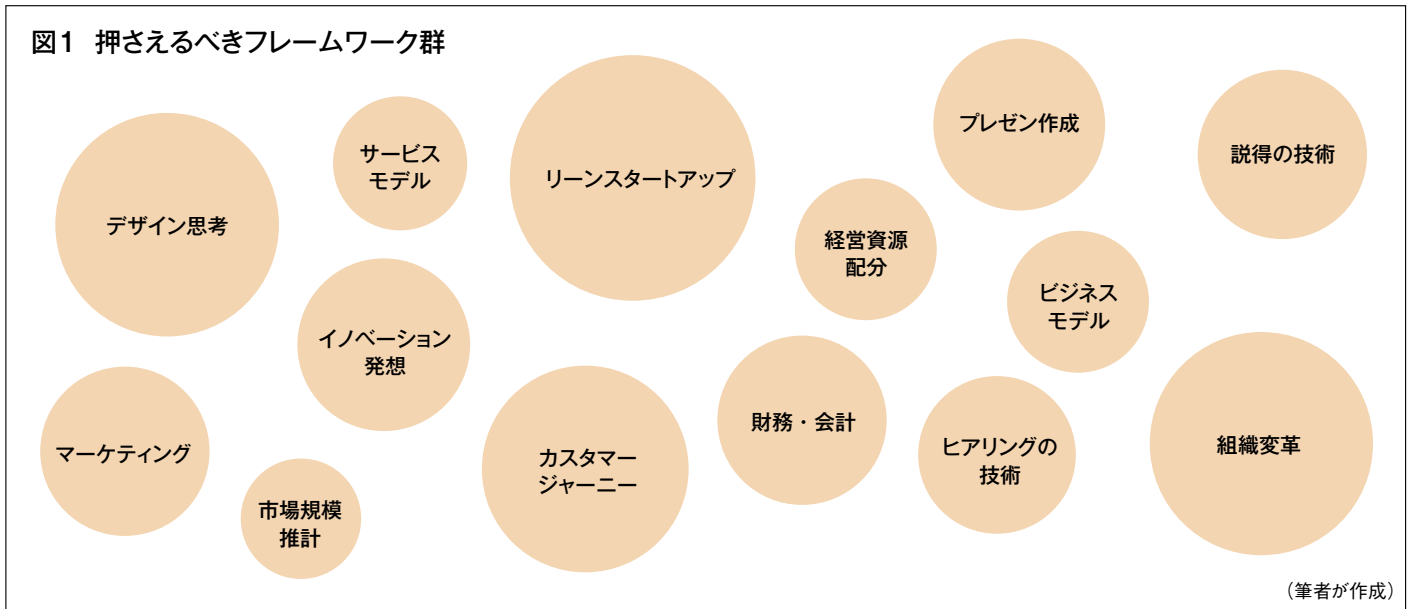 図1 押さえるべきフレームワーク群
デザイン思考
サービス
モデル
リーンスタートアップ
プレゼン作成
説得の技術
経営資源
配分
ビジネス
モデル
イノベーション
発想
マーケティング
市場規模
推計
カスタマー
ジャーニー
財務・会計
ヒアリングの
技術
組織変革
（筆者が作成）